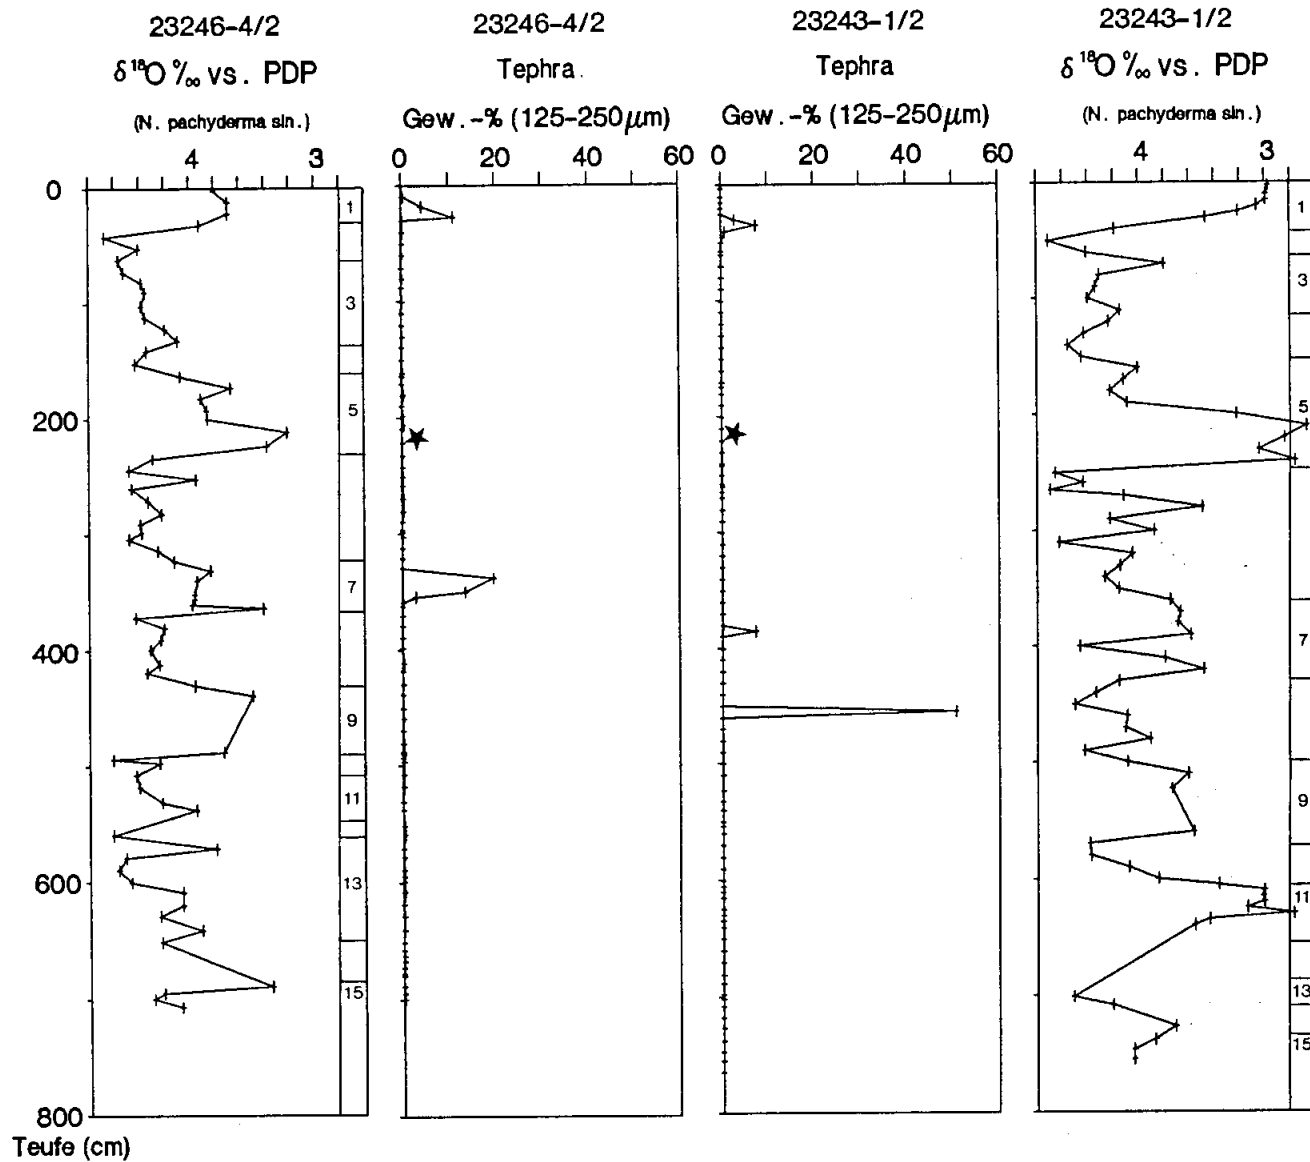 23246-4/2
δ¹⁸O ‰ vs. PDP
(N. pachyderma sin.)
4 3
23246-4/2
Tephra.
Gew.-% (125-250μm)
0 20 40 60
23243-1/2
Tephra
Gew.-% (125-250μm)
0 20 40 60
23243-1/2
δ¹⁸O ‰ vs. PDP
(N. pachyderma sin.)
4 3
0
200
400
600
800
Teufe (cm)
1
3
5
7
9
11
13
15
1
3
5
7
9
11
13
15